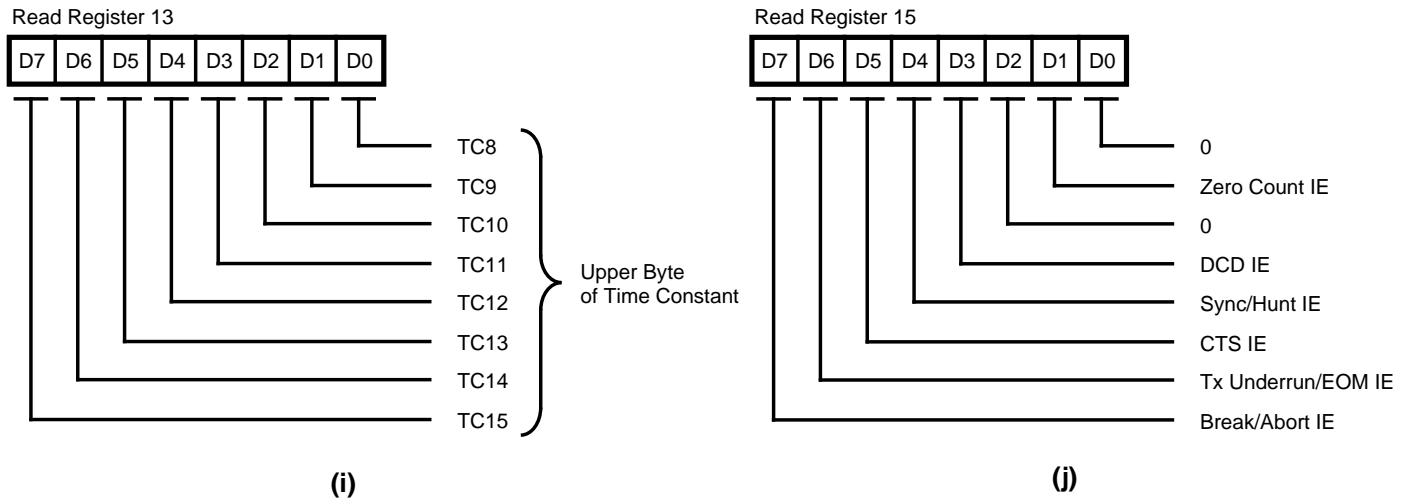 Read Register 13
D7 D6 D5 D4 D3 D2 D1 D0
TC8
TC9
TC10
TC11
TC12
TC13
TC14
TC15
Upper Byte
of Time Constant
(i)
Read Register 15
D7 D6 D5 D4 D3 D2 D1 D0
0
Zero Count IE
0
DCD IE
Sync/Hunt IE
CTS IE
Tx Underrun/EOM IE
Break/Abort IE
(j)